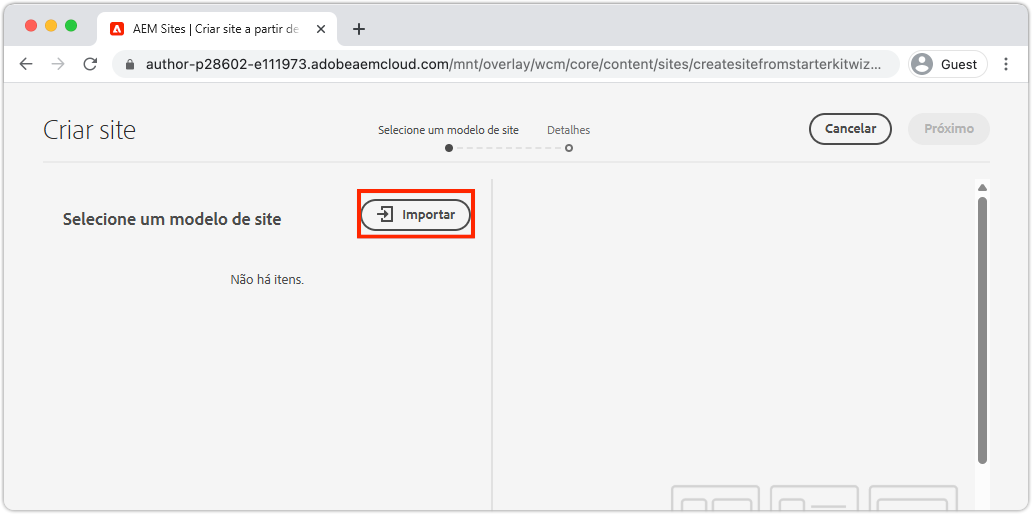 AEM Sites | Criar site a partir de
author-p28602-e111973.adobeaemcloud.com/mnt/overlay/wcm/core/content/sites/createsitefromstarterkitwiz...
Guest
Criar site
Selecione um modelo de site
Detalhes
Cancelar
Próximo
Selecione um modelo de site
Importar
Não há itens.